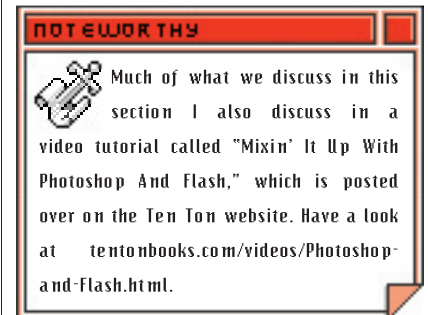 NOTEWORTHY
Much of what we discuss in this
section I also discuss in a
video tutorial called “Mixin’ It Up With
Photoshop And Flash,” which is posted
over on the Ten Ton website. Have a look
at tentonbooks.com/videos/Photoshop-
and-Flash.html.